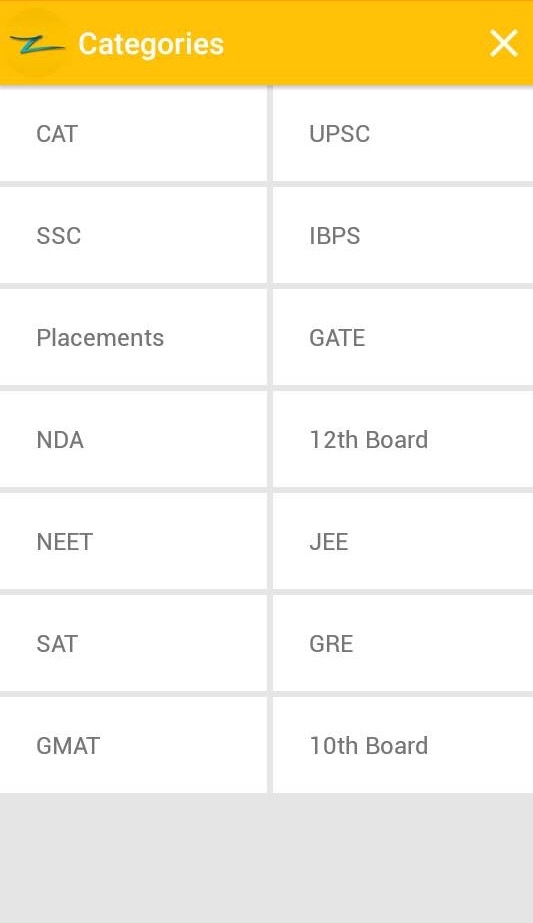 Categories
CAT
UPSC
SSC
IBPS
Placements
GATE
NDA
12th Board
NEET
JEE
SAT
GRE
GMAT
10th Board